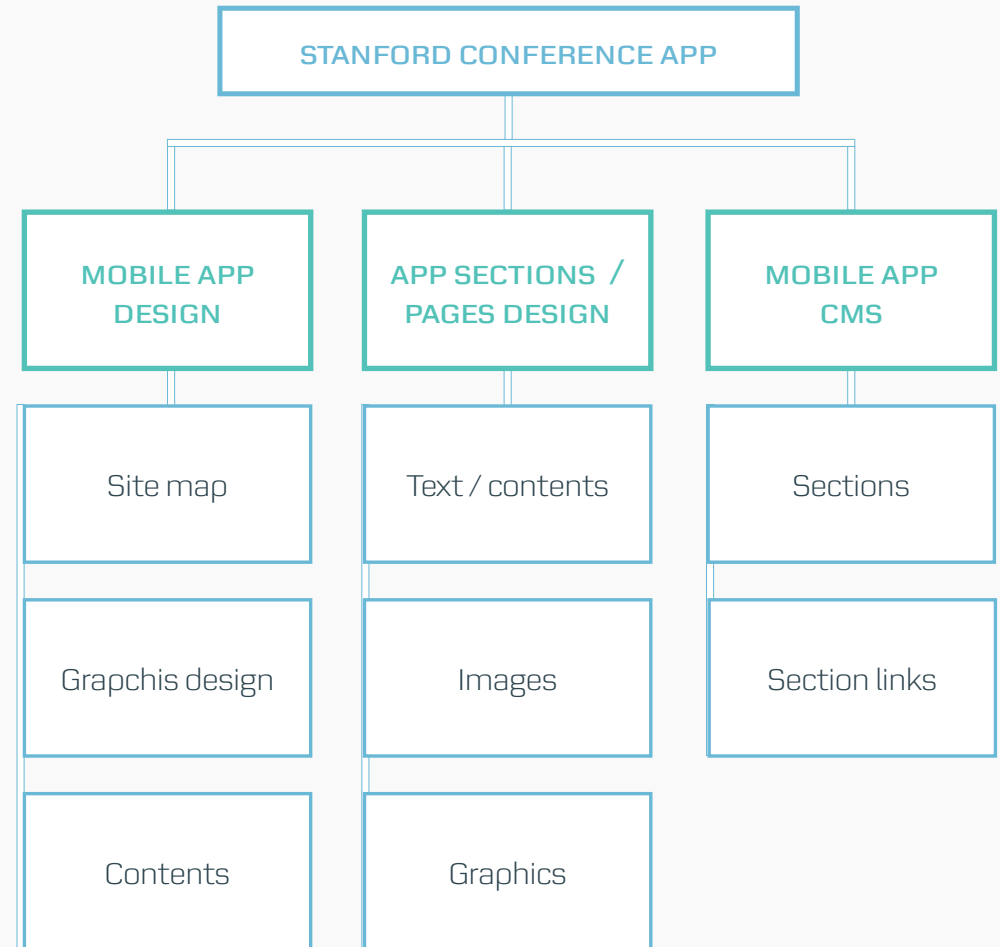 STANFORD CONFERENCE APP
MOBILE APP
DESIGN
APP SECTIONS /
PAGES DESIGN
MOBILE APP
CMS
Site map
Text / contents
Sections
Grapchis design
Images
Section links
Contents
Graphics